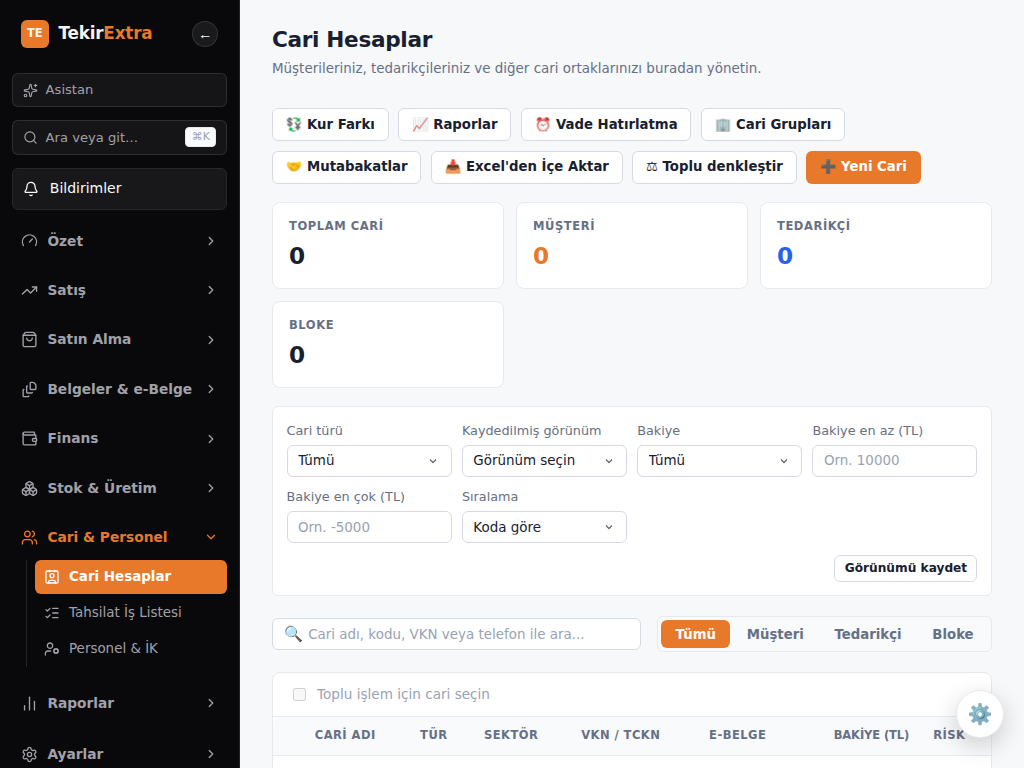 TE TekirExtra ←
Asistan
Ara veya git... ⌘K
Bildirimler
Özet
Satış
Satın Alma
Belgeler & e-Belge
Finans
Stok & Üretim
Cari & Personel
Cari Hesaplar
Tahsilat İş Listesi
Personel & İK
Raporlar
Ayarlar
Cari Hesaplar
Müşterileriniz, tedarikçileriniz ve diğer cari ortaklarınızı buradan yönetin.
💱 Kur Farkı 📈 Raporlar ⏰ Vade Hatırlatma 🏢 Cari Grupları
🤝 Mutabakatlar 📥 Excel'den İçe Aktar ⚖ Toplu denkleştir ➕ Yeni Cari
TOPLAM CARİ MÜŞTERİ TEDARİKÇİ
0 0 0
BLOKE
0
Cari türü Kaydedilmiş görünüm Bakiye Bakiye en az (TL)
Tümü Görünüm seçin Tümü Orn. 10000
Bakiye en çok (TL) Sıralama
Orn. -5000 Koda göre
Görünümü kaydet
🔍 Cari adı, kodu, VKN veya telefon ile ara... Tümü Müşteri Tedarikçi Bloke
Toplu işlem için cari seçin
CARİ ADI TÜR SEKTÖR VKN / TCKN E-BELGE BAKİYE (TL) RİSK